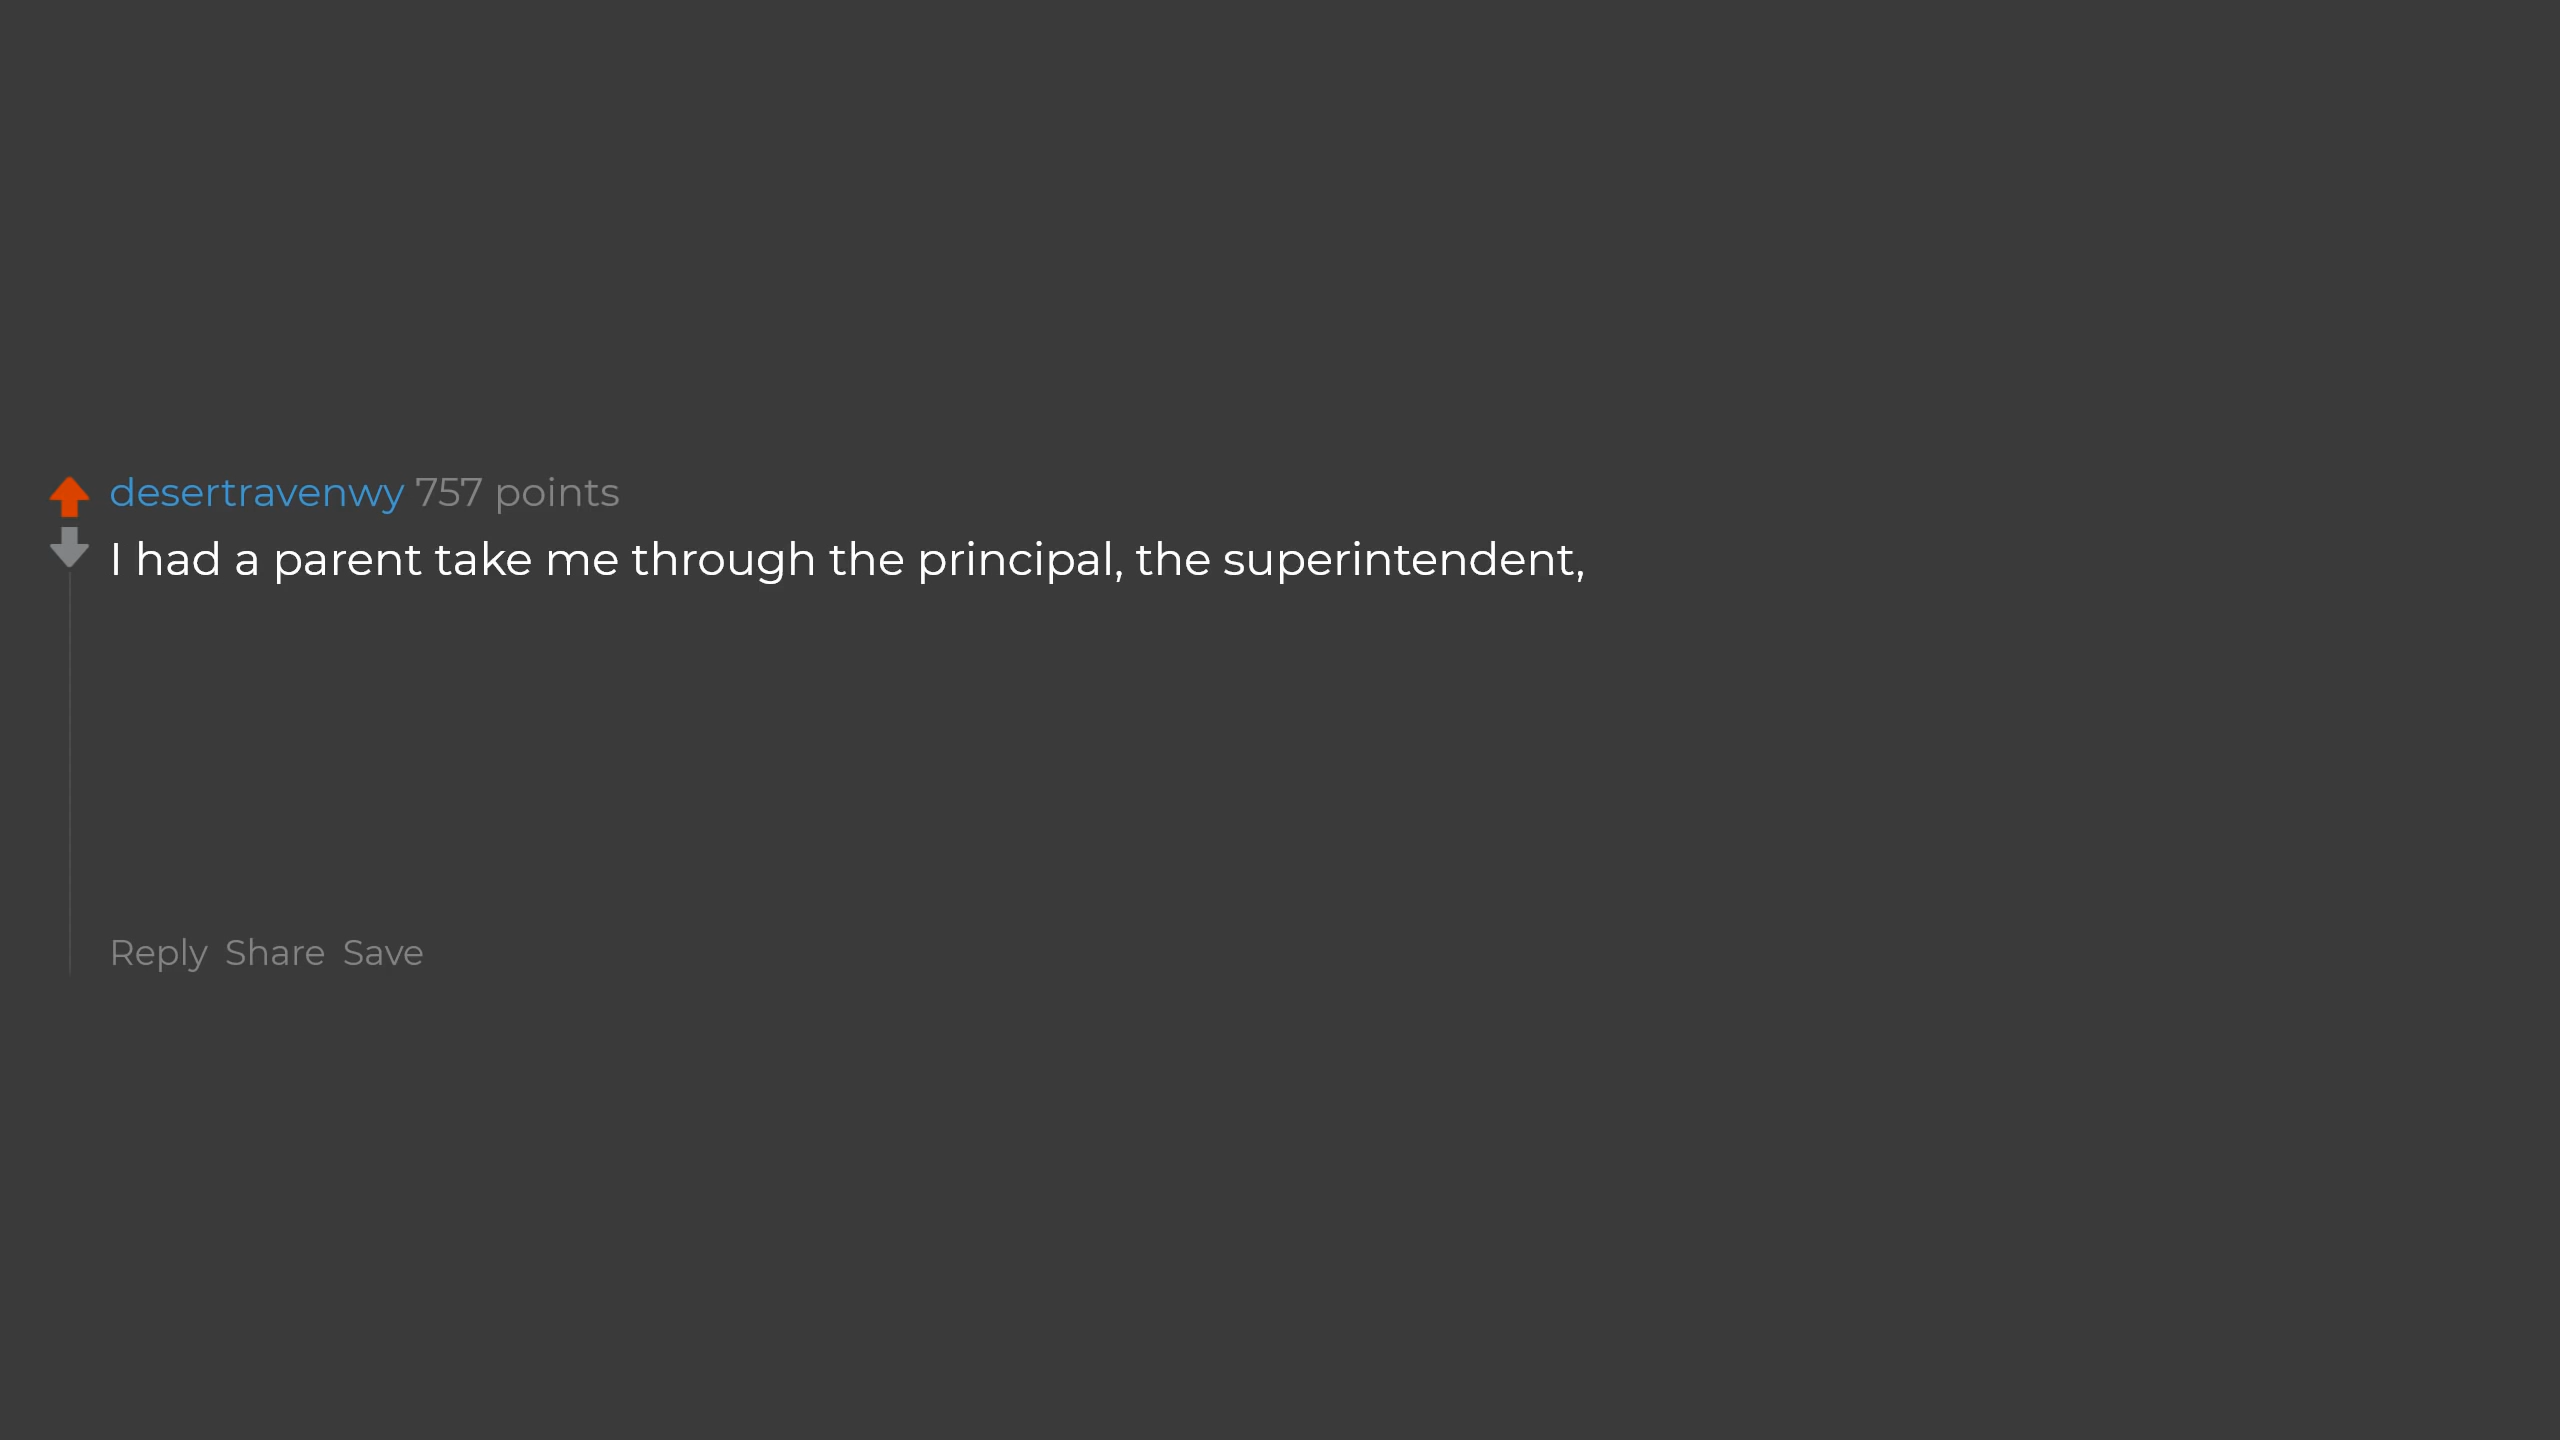 desertravenwy 757 points
I had a parent take me through the principal, the superintendent,
Reply Share Save